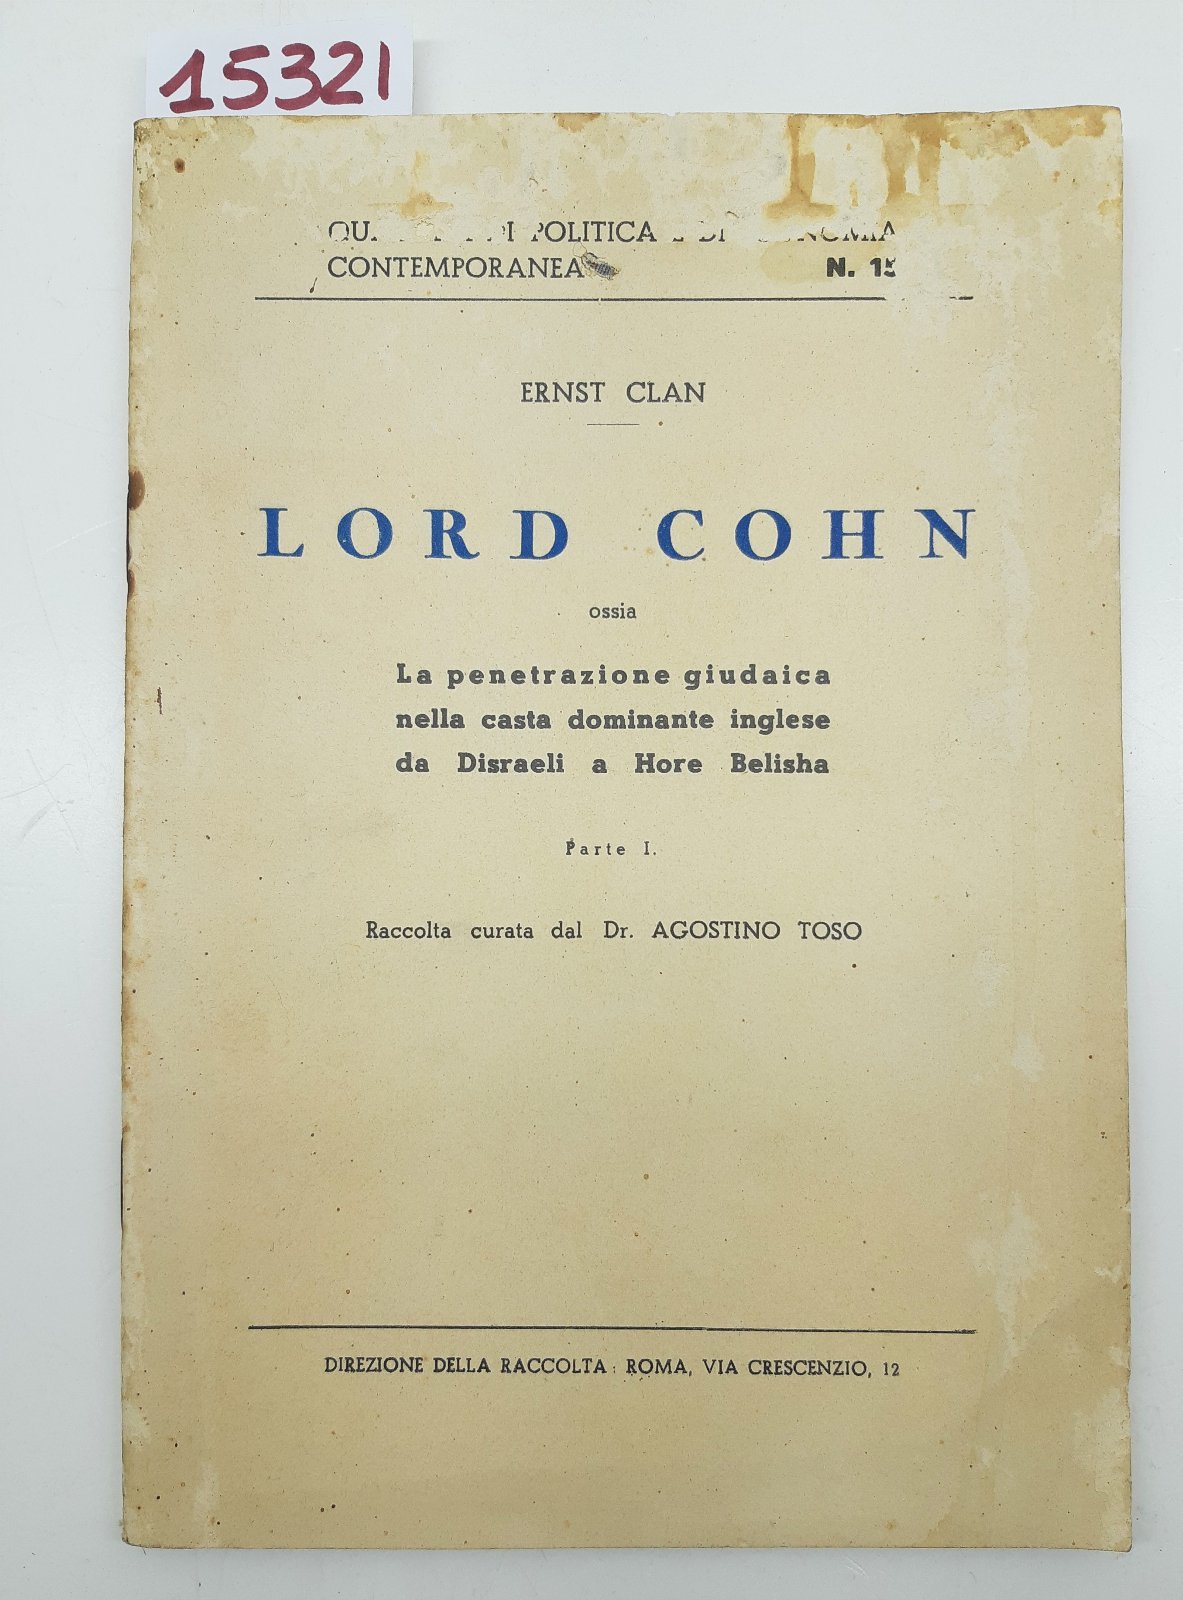 15321
POLITICA
CONTEMPORANEA N. 15
ERNST CLAN
LORD COHN
ossia
La penetrazione giudaica
nella casta dominante inglese
da Disraeli a Hore Belisha
Parte I.
Raccolta curata dal Dr. AGOSTINO TOSO
DIREZIONE DELLA RACCOLTA: ROMA, VIA CRESCENZIO, 12